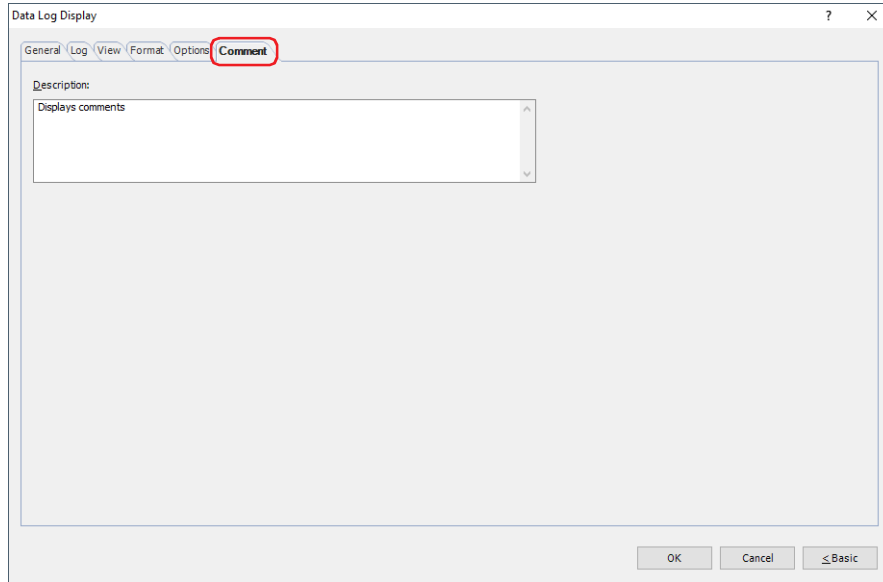 Data Log Display ?
General Log View Format Options Comment
Description:
Displays comments
OK Cancel < Basic